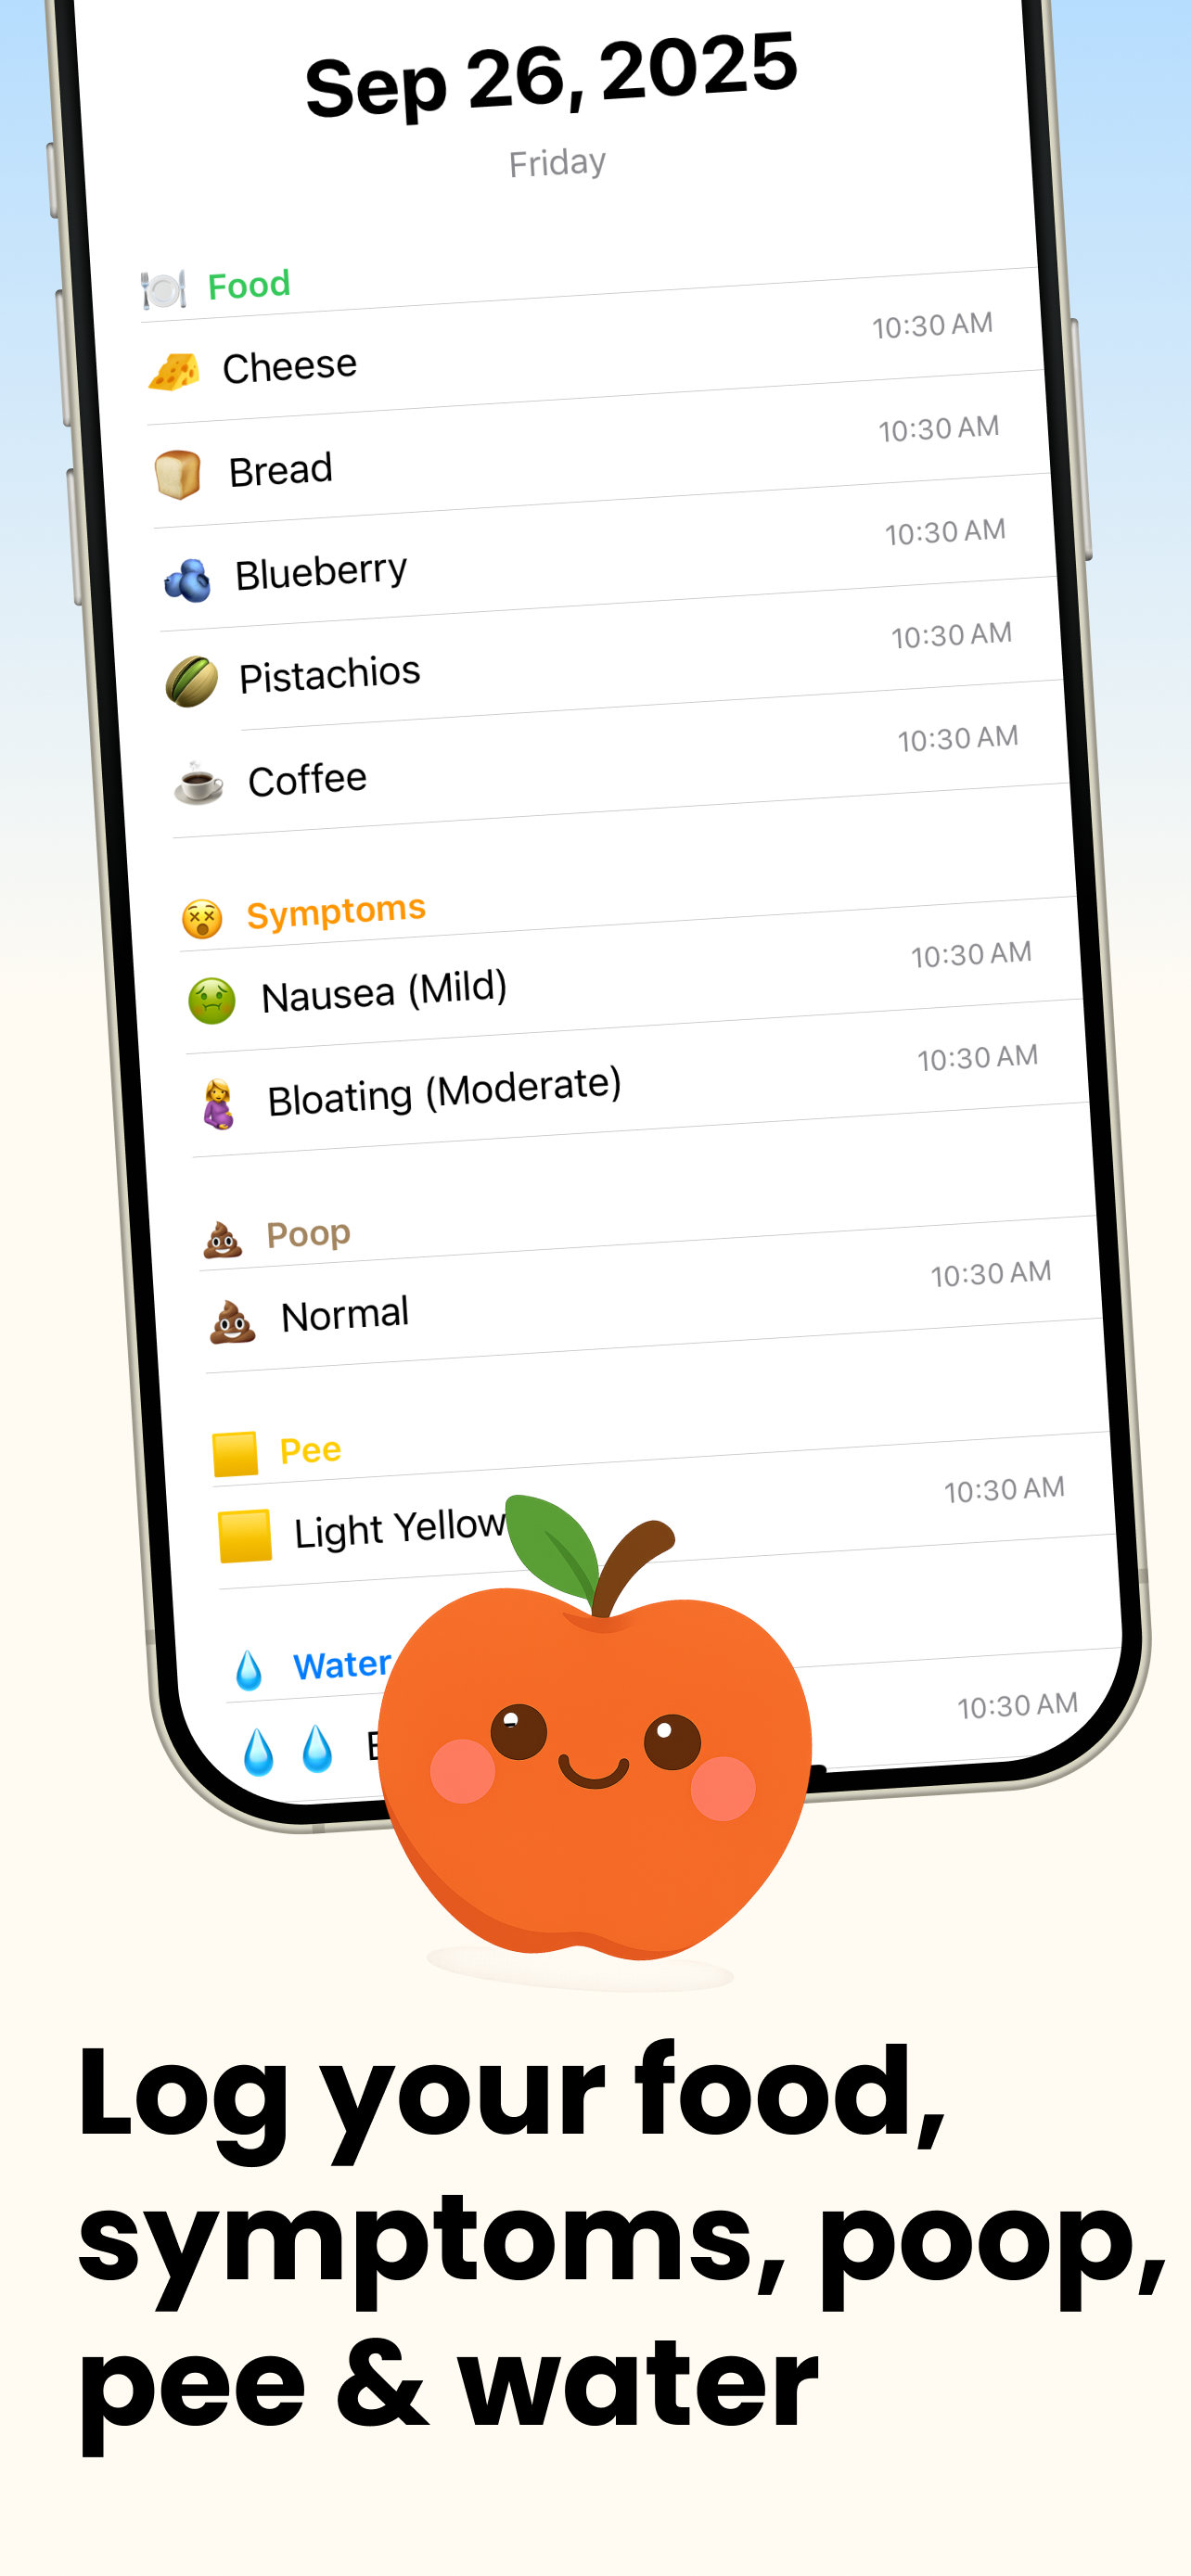 Sep 26, 2025
Friday
Food
Cheese 10:30 AM
Bread 10:30 AM
Blueberry 10:30 AM
Pistachios 10:30 AM
Coffee 10:30 AM
Symptoms
Nausea (Mild) 10:30 AM
Bloating (Moderate) 10:30 AM
Poop
Normal 10:30 AM
Pee
Light Yellow 10:30 AM
Water
10:30 AM
Log your food,
symptoms, poop,
pee & water